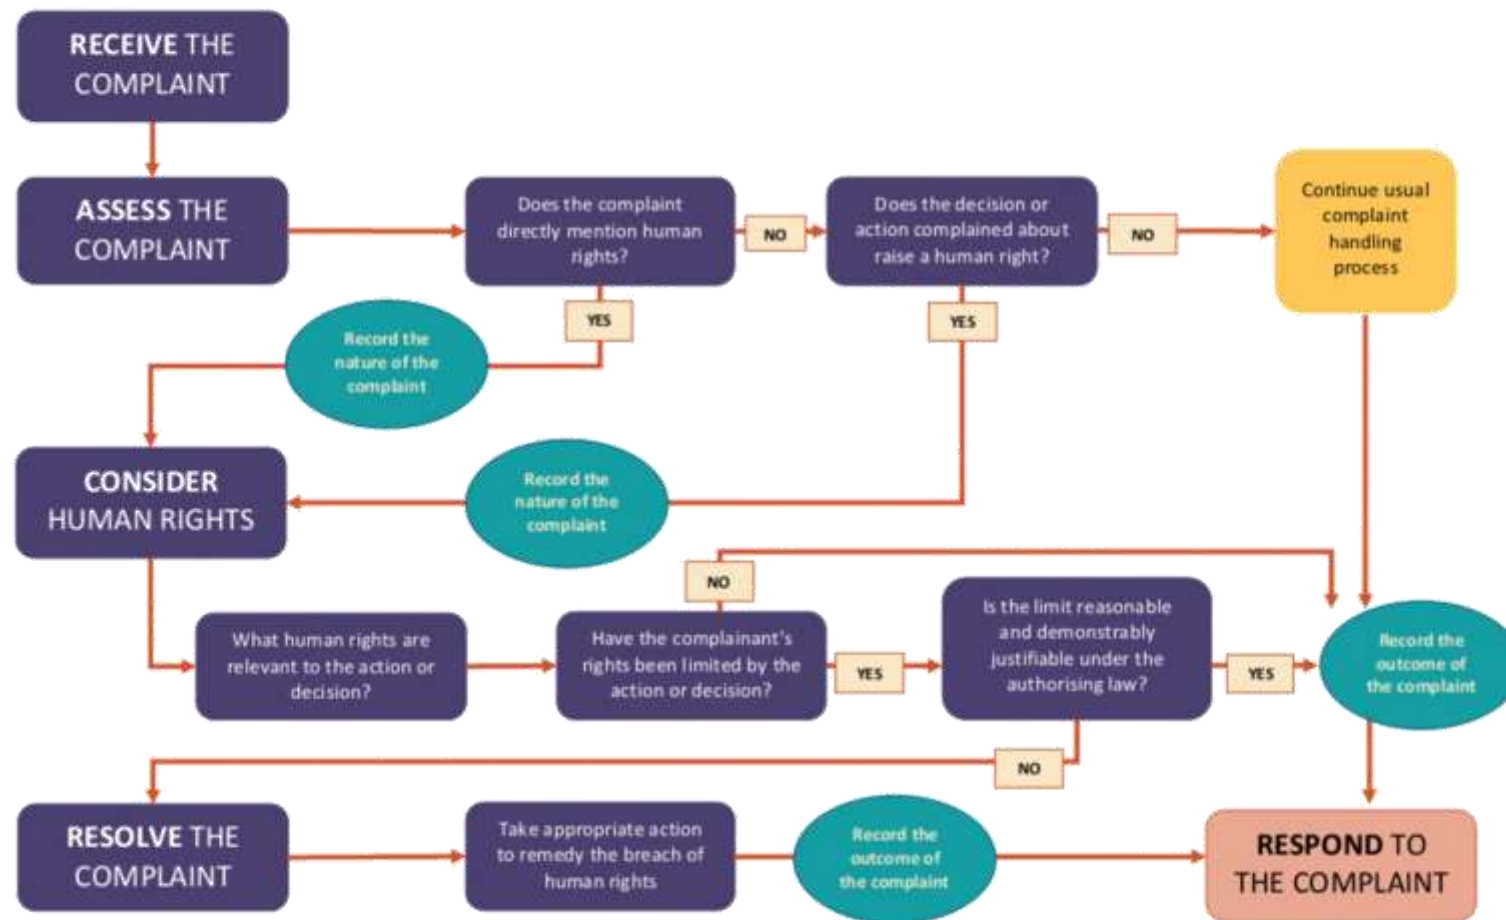 RECEIVE THE
COMPLAINT
ASSESS THE
COMPLAINT
Does the complaint
directly mention human
rights?
NO
Does the decision or
action complained about
raise a human right?
NO
Continue usual
complaint
handling
process
YES
YES
Record the
nature of the
complaint
CONSIDER
HUMAN RIGHTS
Record the
nature of the
complaint
NO
What human rights are
relevant to the action or
decision?
Have the complainant's
rights been limited by the
action or decision?
YES
Is the limit reasonable
and demonstrably
justifiable under the
authorising law?
YES
Record the
outcome of
the complaint
NO
RESOLVE THE
COMPLAINT
Take appropriate action
to remedy the breach of
human rights
Record the
outcome of
the complaint
RESPOND TO
THE COMPLAINT